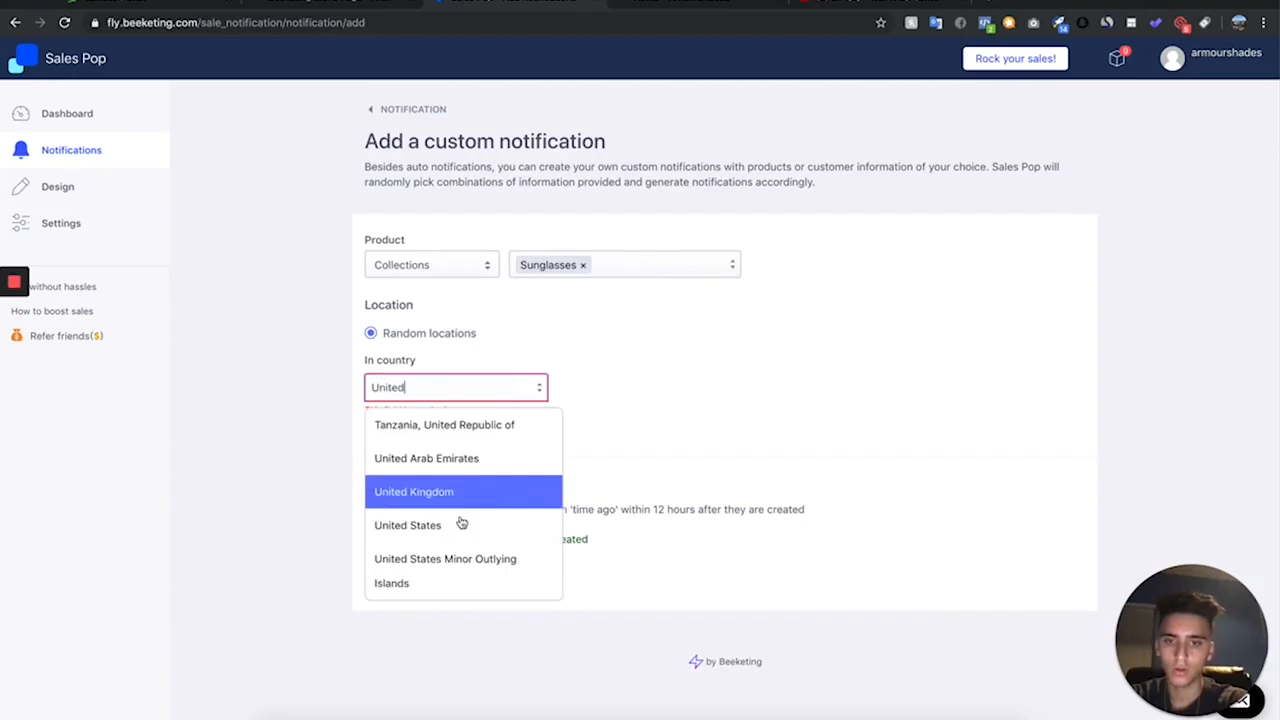 fly.beeketing.com/sale_notification/notification/add
Sales Pop
Rock your sales!
9
armourshades
Dashboard
Notifications
Design
Settings
without hassles
How to boost sales
Refer friends($)
NOTIFICATION
Add a custom notification
Besides auto notifications, you can create your own custom notifications with products or customer information of your choice. Sales Pop will
randomly pick combinations of information provided and generate notifications accordingly.
Product
Collections
Sunglasses ×
Location
Random locations
In country
United
Tanzania, United Republic of
United Arab Emirates
United Kingdom
United States
United States Minor Outlying
Islands
'time ago' within 12 hours after they are created
eated
by Beeketing